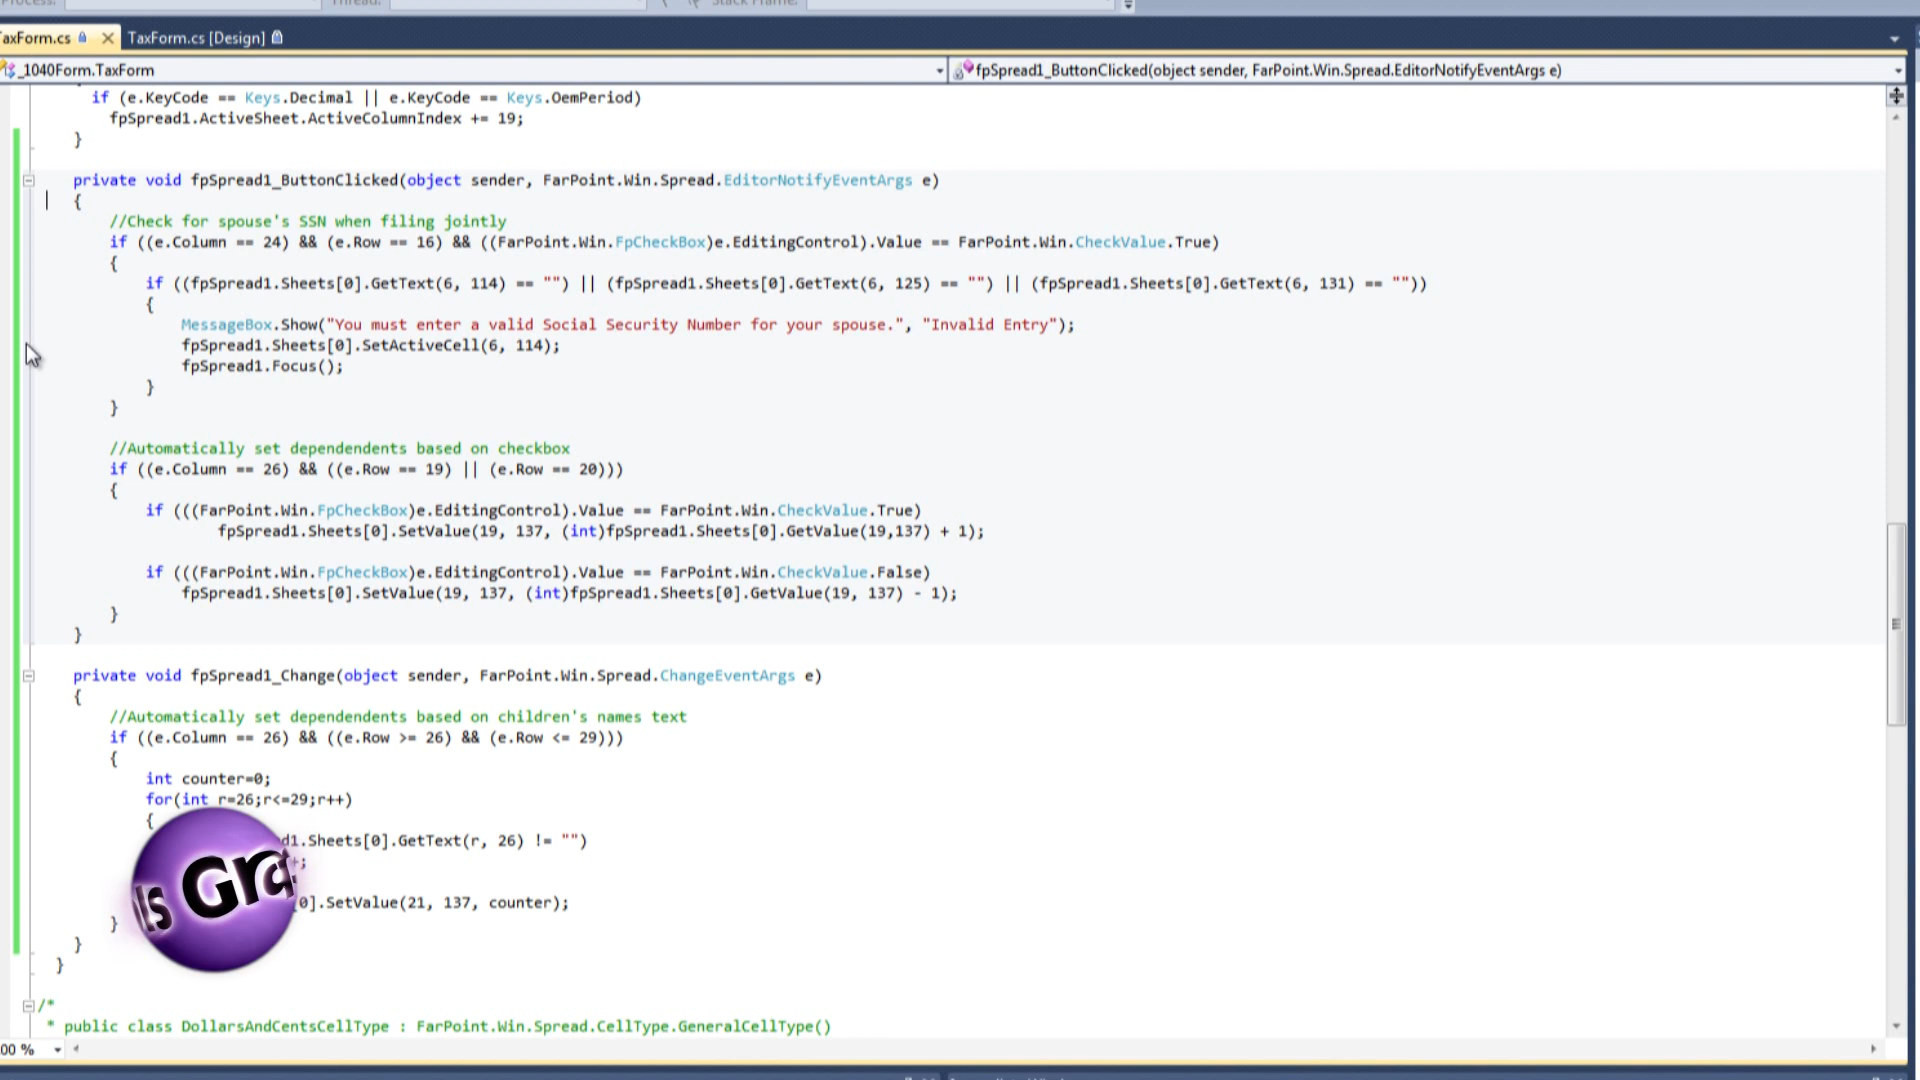 Process: Thread: Stack Frame:
axForm.cs TaxForm.cs [Design]
_1040Form.TaxForm fpSpread1_ButtonClicked(object sender, FarPoint.Win.Spread.EditorNotifyEventArgs e)
if (e.KeyCode == Keys.Decimal || e.KeyCode == Keys.OemPeriod)
fpSpread1.ActiveSheet.ActiveColumnIndex += 19;
}
private void fpSpread1_ButtonClicked(object sender, FarPoint.Win.Spread.EditorNotifyEventArgs e)
{
//Check for spouse's SSN when filing jointly
if ((e.Column == 24) && (e.Row == 16) && ((FarPoint.Win.FpCheckBox)e.EditingControl).Value == FarPoint.Win.CheckValue.True)
{
if ((fpSpread1.Sheets[0].GetText(6, 114) == "") || (fpSpread1.Sheets[0].GetText(6, 125) == "") || (fpSpread1.Sheets[0].GetText(6, 131) == ""))
{
MessageBox.Show("You must enter a valid Social Security Number for your spouse.", "Invalid Entry");
fpSpread1.Sheets[0].SetActiveCell(6, 114);
fpSpread1.Focus();
}
}
//Automatically set dependendents based on checkbox
if ((e.Column == 26) && ((e.Row == 19) || (e.Row == 20)))
{
if (((FarPoint.Win.FpCheckBox)e.EditingControl).Value == FarPoint.Win.CheckValue.True)
fpSpread1.Sheets[0].SetValue(19, 137, (int)fpSpread1.Sheets[0].GetValue(19,137) + 1);
if (((FarPoint.Win.FpCheckBox)e.EditingControl).Value == FarPoint.Win.CheckValue.False)
fpSpread1.Sheets[0].SetValue(19, 137, (int)fpSpread1.Sheets[0].GetValue(19, 137) - 1);
}
}
private void fpSpread1_Change(object sender, FarPoint.Win.Spread.ChangeEventArgs e)
{
//Automatically set dependendents based on children's names text
if ((e.Column == 26) && ((e.Row >= 26) && (e.Row <= 29)))
{
int counter=0;
for(int r=26;r<=29;r++)
{
d1.Sheets[0].GetText(r, 26) != "")
+;
[0].SetValue(21, 137, counter);
ls Gra
}
}
}
/*
* public class DollarsAndCentsCellType : FarPoint.Win.Spread.CellType.GeneralCellType()
00 %